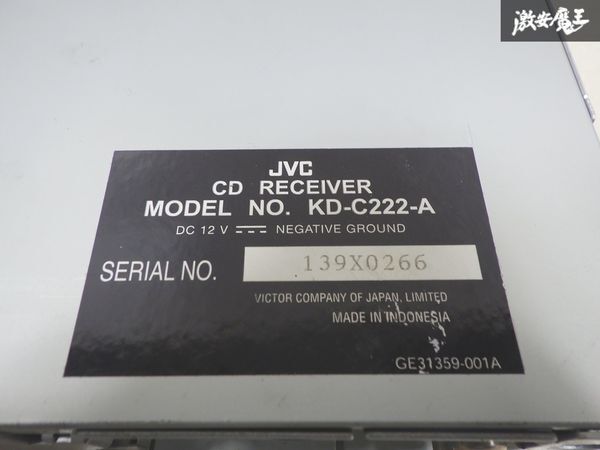 激安魔王
JVC
CD RECEIVER
MODEL NO. KD-C222-A
DC 12 V ⎓ NEGATIVE GROUND
SERIAL NO. 139X0266
VICTOR COMPANY OF JAPAN, LIMITED
MADE IN INDONESIA
GE31359-001A